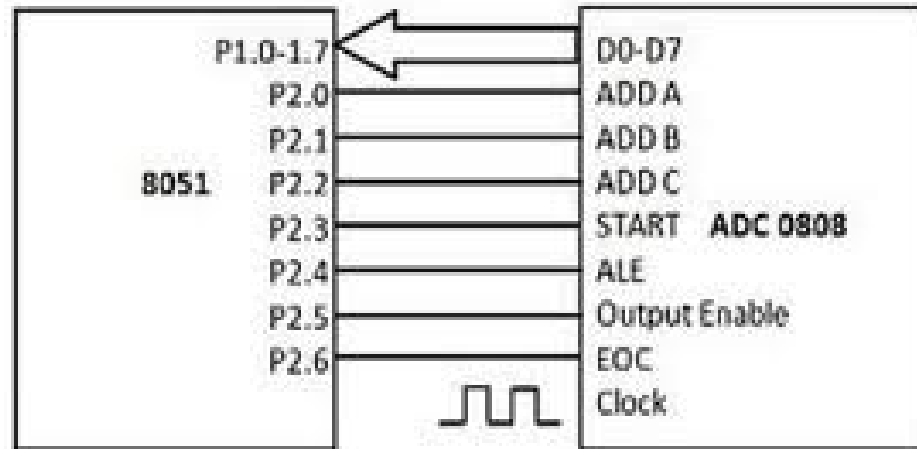 P1.0-1.7 D0-D7
P2.0 ADD A
P2.1 ADD B
8051 P2.2 ADD C
P2.3 START ADC 0808
P2.4 ALE
P2.5 Output Enable
P2.6 EOC
Clock